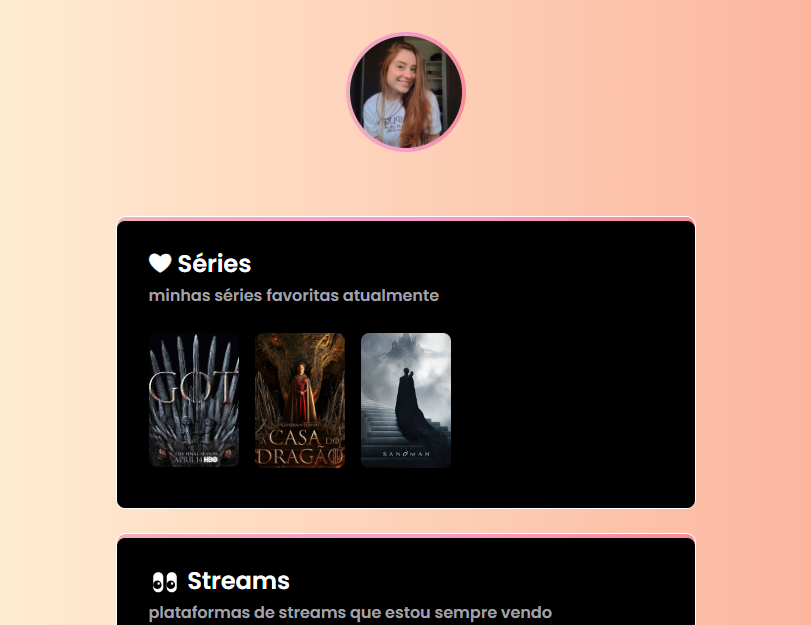 Séries
minhas séries favoritas atualmente
GOT
THE FINAL SEASON
APRIL 14 HBO
A CASA DO
DRAGÃO
SANDMAN
Streams
plataformas de streams que estou sempre vendo